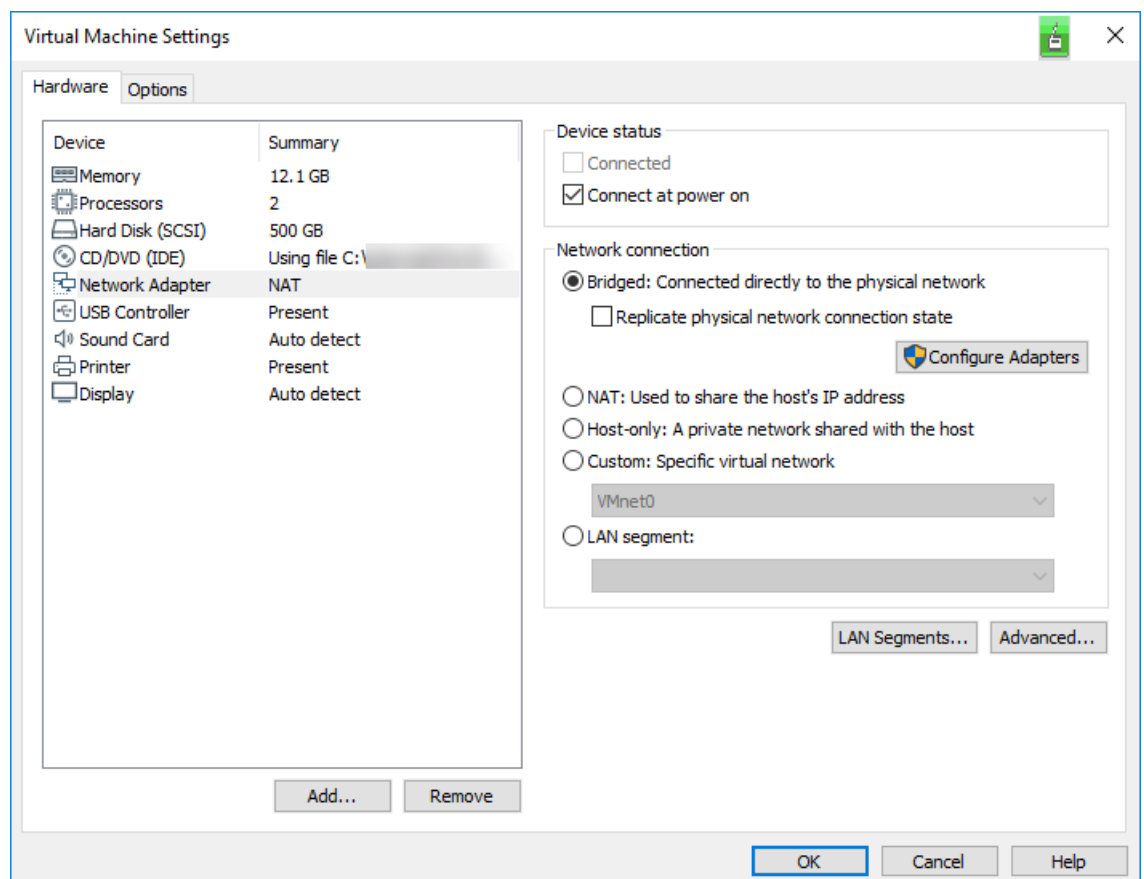 Virtual Machine Settings
Hardware Options
Device Summary
Memory 12.1 GB
Processors 2
Hard Disk (SCSI) 500 GB
CD/DVD (IDE) Using file C:\
Network Adapter NAT
USB Controller Present
Sound Card Auto detect
Printer Present
Display Auto detect
Add... Remove
Device status
Connected
Connect at power on
Network connection
Bridged: Connected directly to the physical network
Replicate physical network connection state
Configure Adapters
NAT: Used to share the host's IP address
Host-only: A private network shared with the host
Custom: Specific virtual network
VMnet0
LAN segment:
LAN Segments... Advanced...
OK Cancel Help